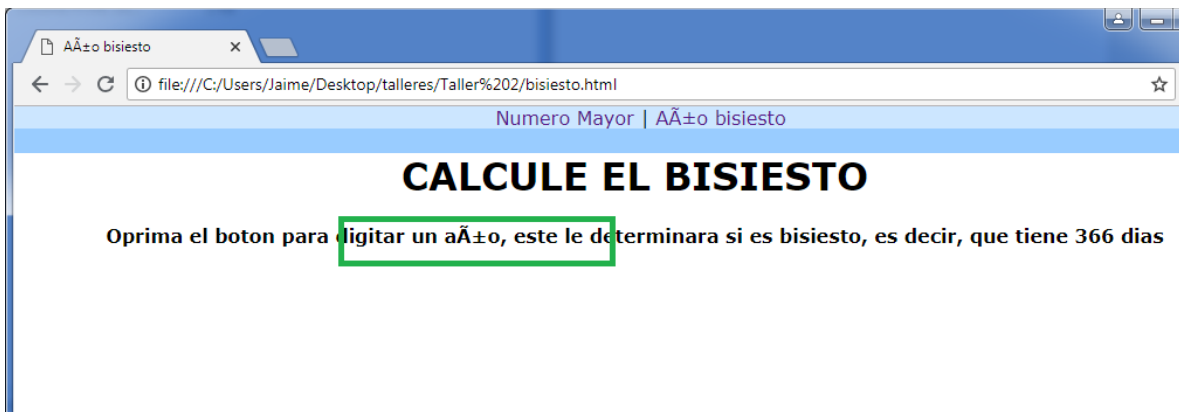 AÃ±o bisiesto
file:///C:/Users/Jaime/Desktop/talleres/Taller%202/bisiesto.html
Numero Mayor | AÃ±o bisiesto
CALCULE EL BISIESTO
Oprima el boton para digitar un aÃ±o, este le determinara si es bisiesto, es decir, que tiene 366 dias